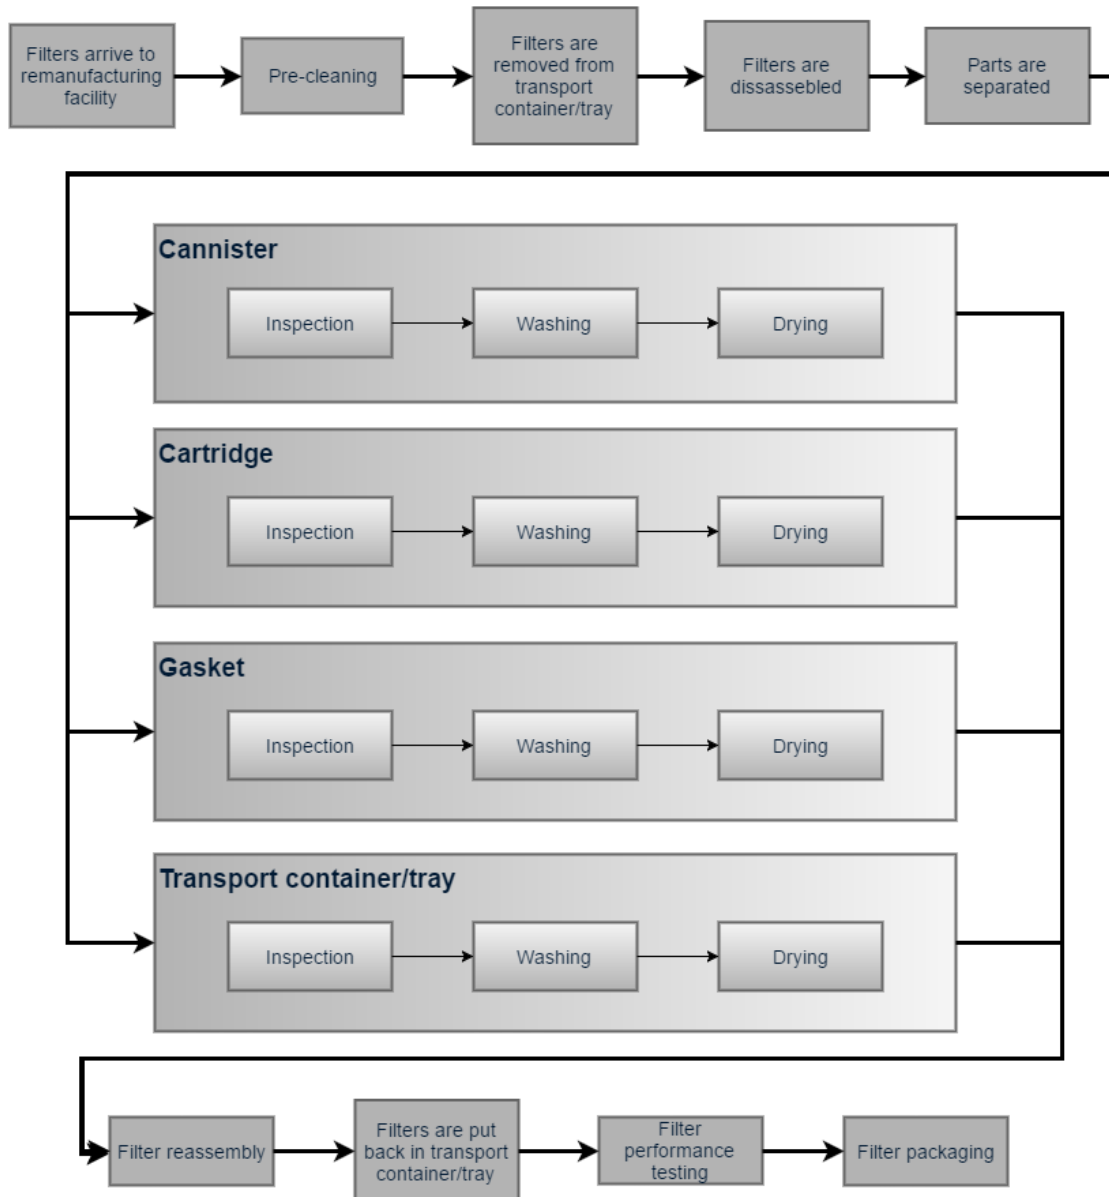 Filters arrive to
remanufacturing
facility
Pre-cleaning
Filters are
removed from
transport
container/tray
Filters are
dissassebled
Parts are
separated
Cannister
Inspection
Washing
Drying
Cartridge
Inspection
Washing
Drying
Gasket
Inspection
Washing
Drying
Transport container/tray
Inspection
Washing
Drying
Filter reassembly
Filters are put
back in transport
container/tray
Filter
performance
testing
Filter packaging